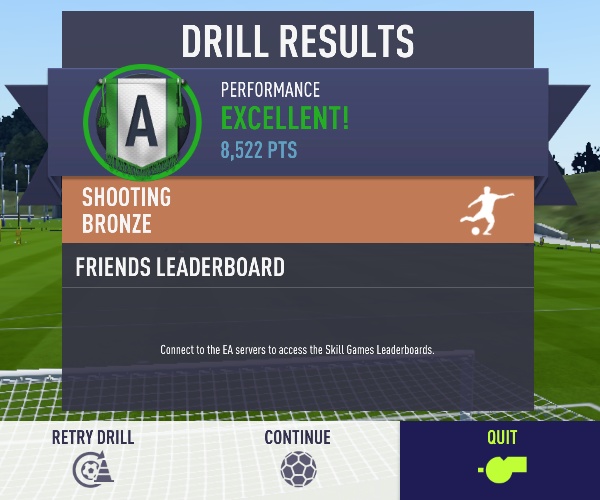 DRILL RESULTS
A
PERFORMANCE
EXCELLENT!
8,522 PTS
SHOOTING
BRONZE
FRIENDS LEADERBOARD
Connect to the EA servers to access the Skill Games Leaderboards.
RETRY DRILL
CONTINUE
QUIT